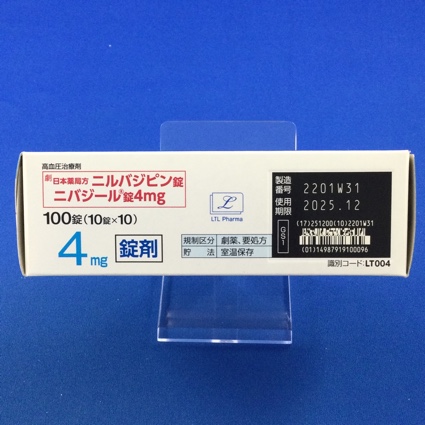 高血圧治療剤
劇 日本薬局方 ニルバジピン錠
ニバジール®錠4mg
100錠(10錠×10)
4mg 錠剤
L
LTL Pharma
規制区分 劇薬、要処方
貯法 室温保存
製造番号 2201W31
使用期限 2025.12
GS1
(17)251200(10)2201W31
(01)14987919100096
識別コード:LT004